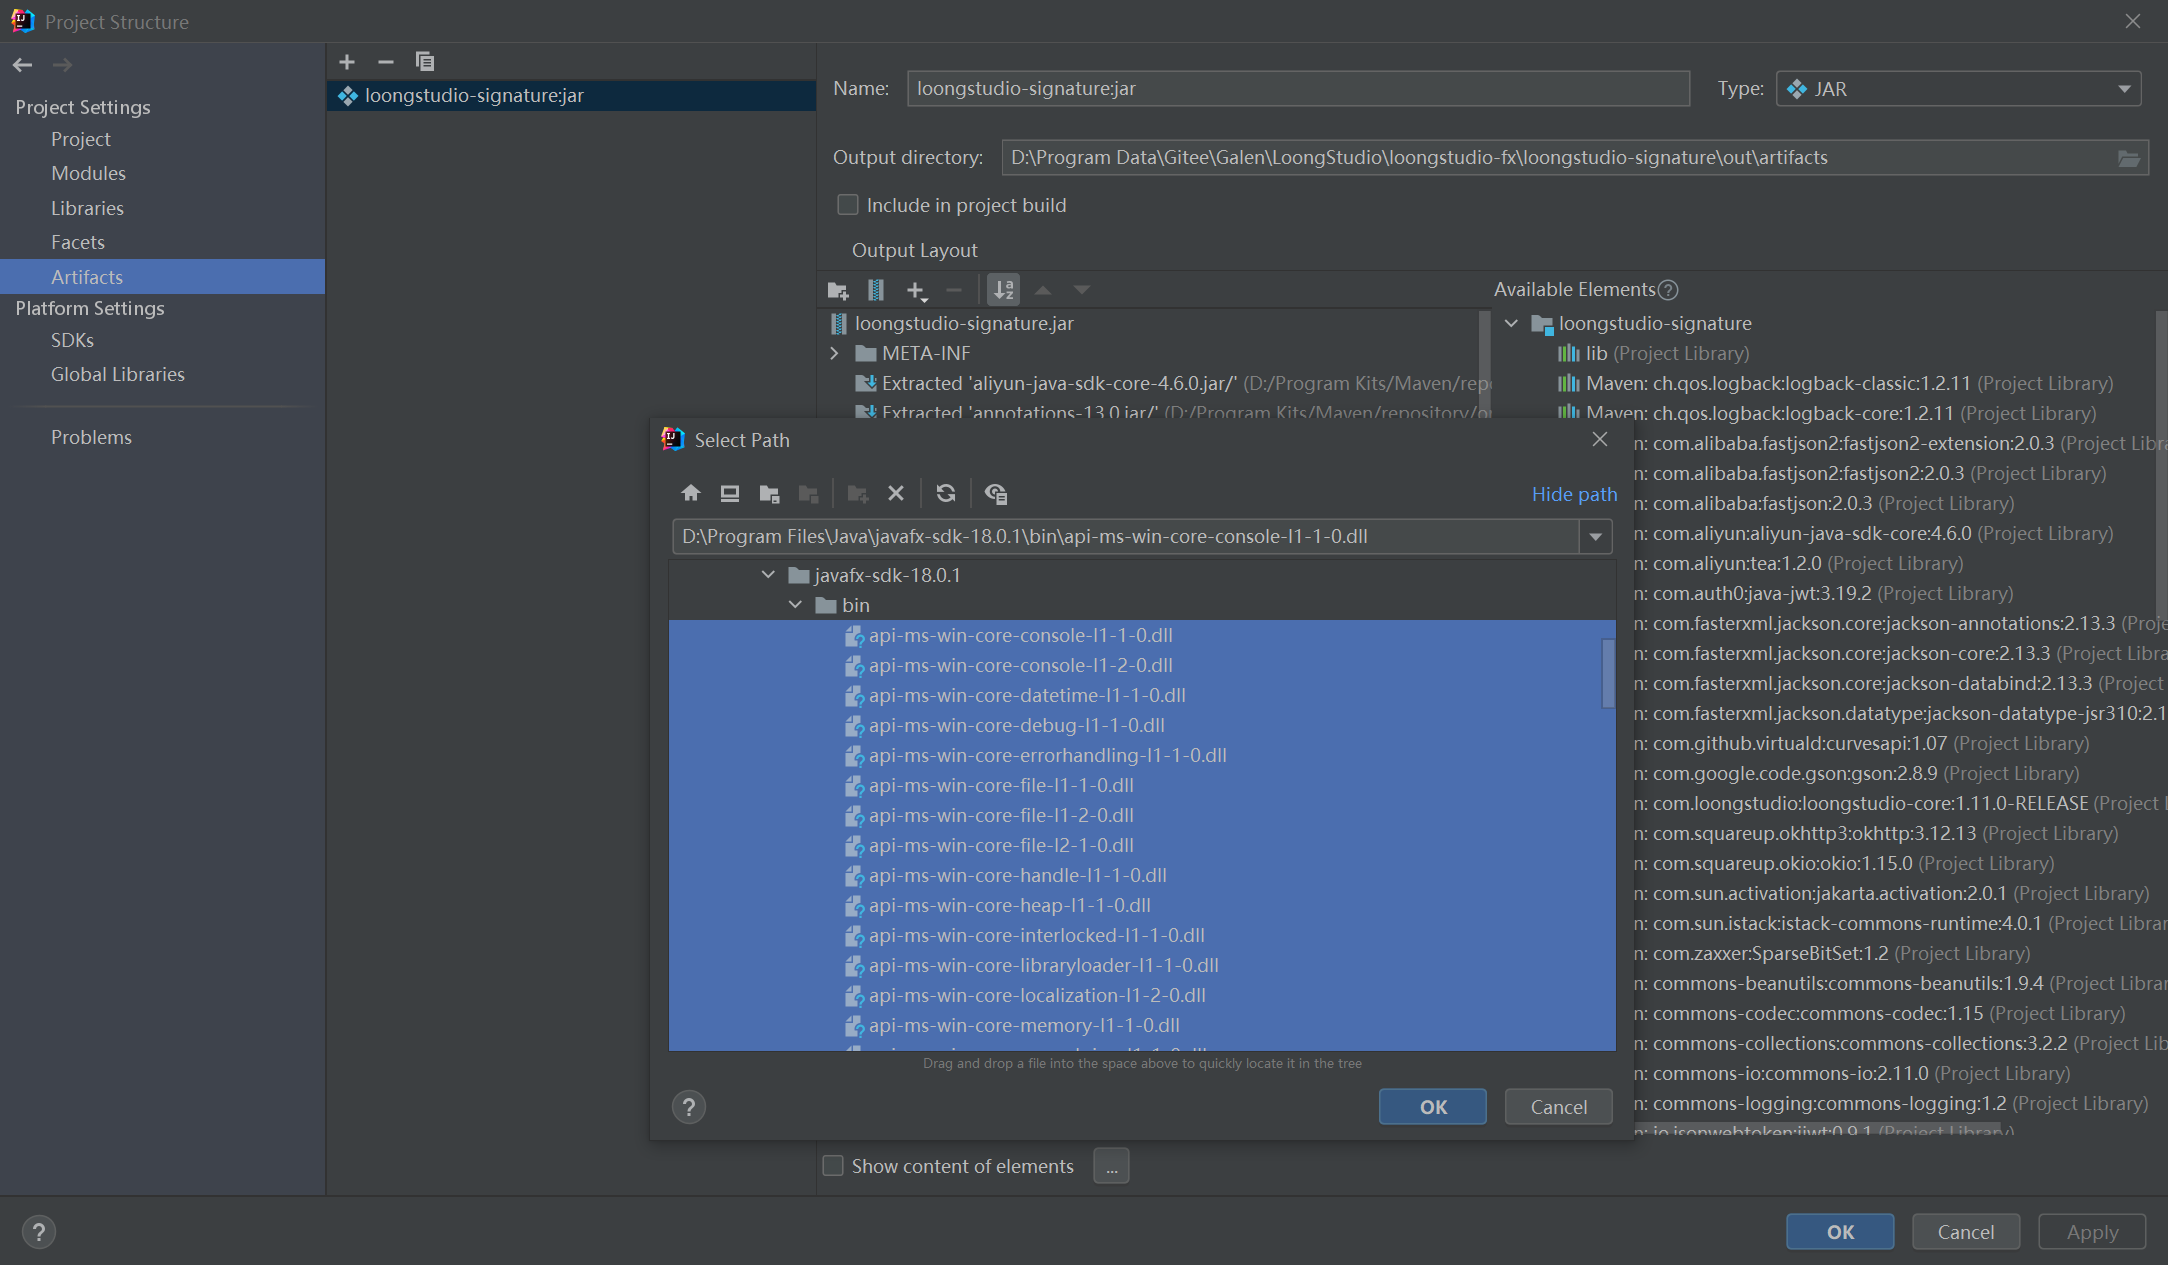 Project Structure
Project Settings
Project
Modules
Libraries
Facets
Artifacts
Platform Settings
SDKs
Global Libraries
Problems
loongstudio-signature:jar
Name: loongstudio-signature:jar Type: JAR
Output directory: D:\Program Data\Gitee\Galen\LoongStudio\loongstudio-fx\loongstudio-signature\out\artifacts
Include in project build
Output Layout
Available Elements
loongstudio-signature.jar
META-INF
Extracted 'aliyun-java-sdk-core-4.6.0.jar/' (D:/Program Kits/Maven/repo
Extracted 'annotations-13.0.jar/' (D:/Program Kits/Maven/repository/o
loongstudio-signature
lib (Project Library)
Maven: ch.qos.logback:logback-classic:1.2.11 (Project Library)
Maven: ch.qos.logback:logback-core:1.2.11 (Project Library)
n: com.alibaba.fastjson2:fastjson2-extension:2.0.3 (Project Libra
n: com.alibaba.fastjson2:fastjson2:2.0.3 (Project Library)
n: com.alibaba:fastjson:2.0.3 (Project Library)
n: com.aliyun:aliyun-java-sdk-core:4.6.0 (Project Library)
n: com.aliyun:tea:1.2.0 (Project Library)
n: com.auth0:java-jwt:3.19.2 (Project Library)
n: com.fasterxml.jackson.core:jackson-annotations:2.13.3 (Proje
n: com.fasterxml.jackson.core:jackson-core:2.13.3 (Project Libra
n: com.fasterxml.jackson.core:jackson-databind:2.13.3 (Project
n: com.fasterxml.jackson.datatype:jackson-datatype-jsr310:2.1
n: com.github.virtuald:curvesapi:1.07 (Project Library)
n: com.google.code.gson:gson:2.8.9 (Project Library)
n: com.loongstudio:loongstudio-core:1.11.0-RELEASE (Project L
n: com.squareup.okhttp3:okhttp:3.12.13 (Project Library)
n: com.squareup.okio:okio:1.15.0 (Project Library)
n: com.sun.activation:jakarta.activation:2.0.1 (Project Library)
n: com.sun.istack:istack-commons-runtime:4.0.1 (Project Librar
n: com.zaxxer:SparseBitSet:1.2 (Project Library)
n: commons-beanutils:commons-beanutils:1.9.4 (Project Librar
n: commons-codec:commons-codec:1.15 (Project Library)
n: commons-collections:commons-collections:3.2.2 (Project Lib
n: commons-io:commons-io:2.11.0 (Project Library)
n: commons-logging:commons-logging:1.2 (Project Library)
n: io.jsonwebtoken:jjwt:0.9.1 (Project Library)
Select Path
Hide path
D:\Program Files\Java\javafx-sdk-18.0.1\bin\api-ms-win-core-console-l1-1-0.dll
javafx-sdk-18.0.1
bin
api-ms-win-core-console-l1-1-0.dll
api-ms-win-core-console-l1-2-0.dll
api-ms-win-core-datetime-l1-1-0.dll
api-ms-win-core-debug-l1-1-0.dll
api-ms-win-core-errorhandling-l1-1-0.dll
api-ms-win-core-file-l1-1-0.dll
api-ms-win-core-file-l1-2-0.dll
api-ms-win-core-file-l2-1-0.dll
api-ms-win-core-handle-l1-1-0.dll
api-ms-win-core-heap-l1-1-0.dll
api-ms-win-core-interlocked-l1-1-0.dll
api-ms-win-core-libraryloader-l1-1-0.dll
api-ms-win-core-localization-l1-2-0.dll
api-ms-win-core-memory-l1-1-0.dll
Drag and drop a file into the space above to quickly locate it in the tree
OK Cancel
Show content of elements ...
OK Cancel Apply